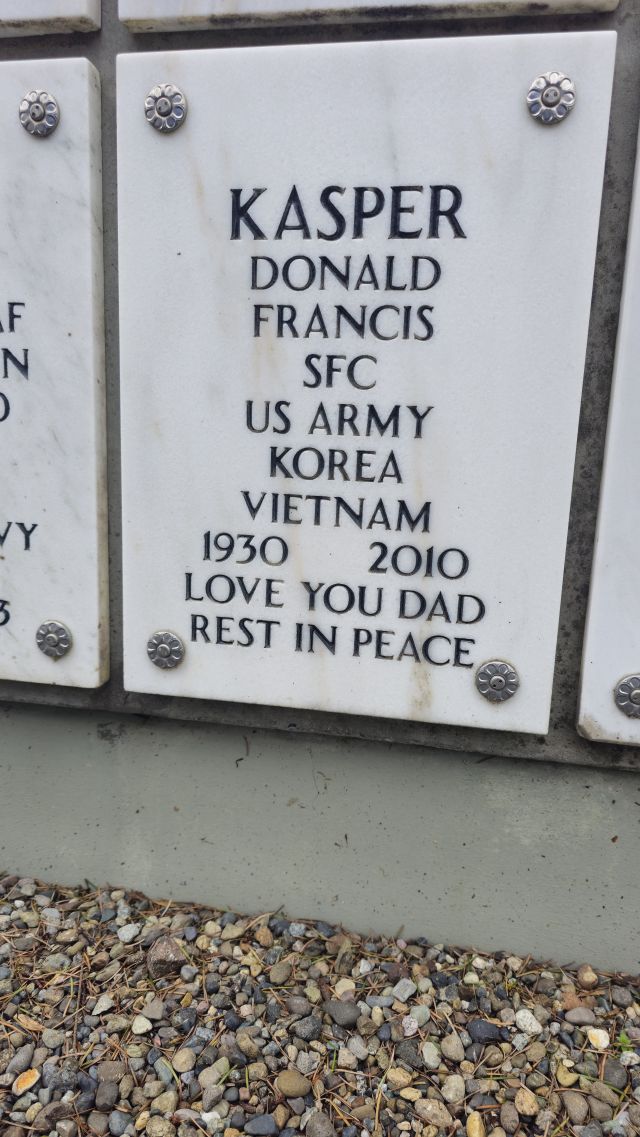 KASPER
DONALD
FRANCIS
SFC
US ARMY
KOREA
VIETNAM
1930 2010
LOVE YOU DAD
REST IN PEACE